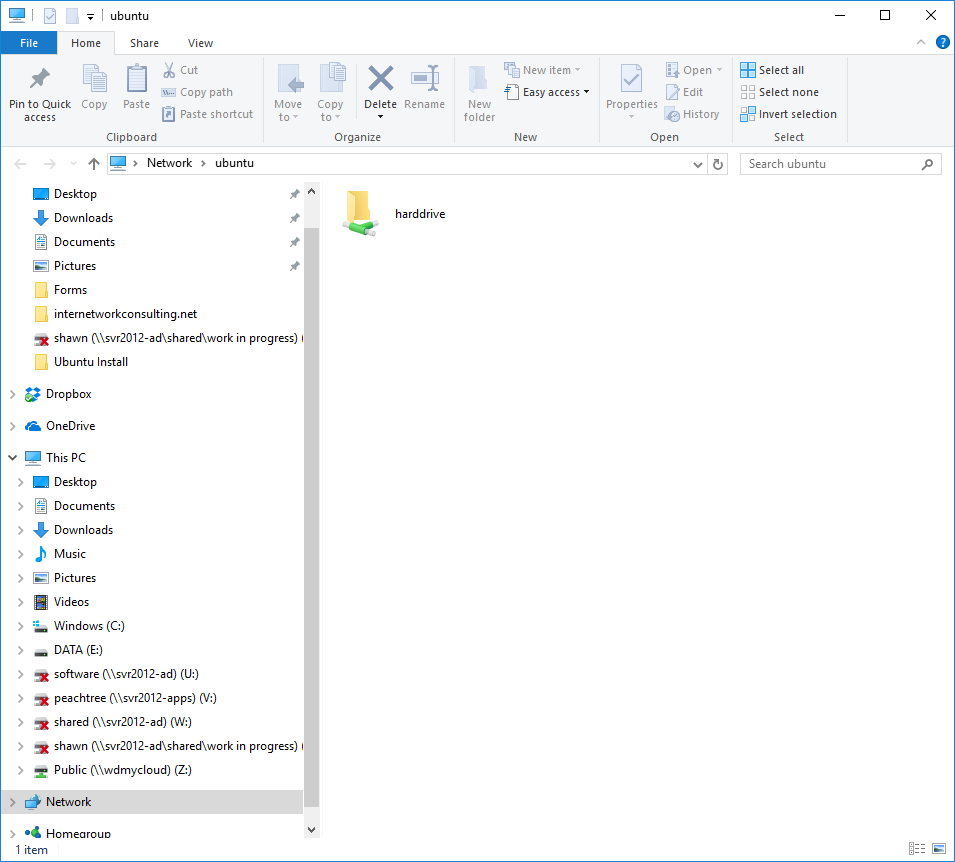 ubuntu
File Home Share View
Pin to Quick access
Copy
Paste
Cut
Copy path
Paste shortcut
Clipboard
Move to
Copy to
Delete
Rename
Organize
New folder
New item
Easy access
New
Properties
Open
Edit
History
Open
Select all
Select none
Invert selection
Select
Network > ubuntu
Search ubuntu
Desktop
Downloads
Documents
Pictures
Forms
internetworkconsulting.net
shawn (\\svr2012-ad\shared\work in progress) (
Ubuntu Install
Dropbox
OneDrive
This PC
Desktop
Documents
Downloads
Music
Pictures
Videos
Windows (C:)
DATA (E:)
software (\\svr2012-ad) (U:)
peachtree (\\svr2012-apps) (V:)
shared (\\svr2012-ad) (W:)
shawn (\\svr2012-ad\shared\work in progress) (
Public (\\wdmycloud) (Z:)
Network
Homegroup
harddrive
1 item